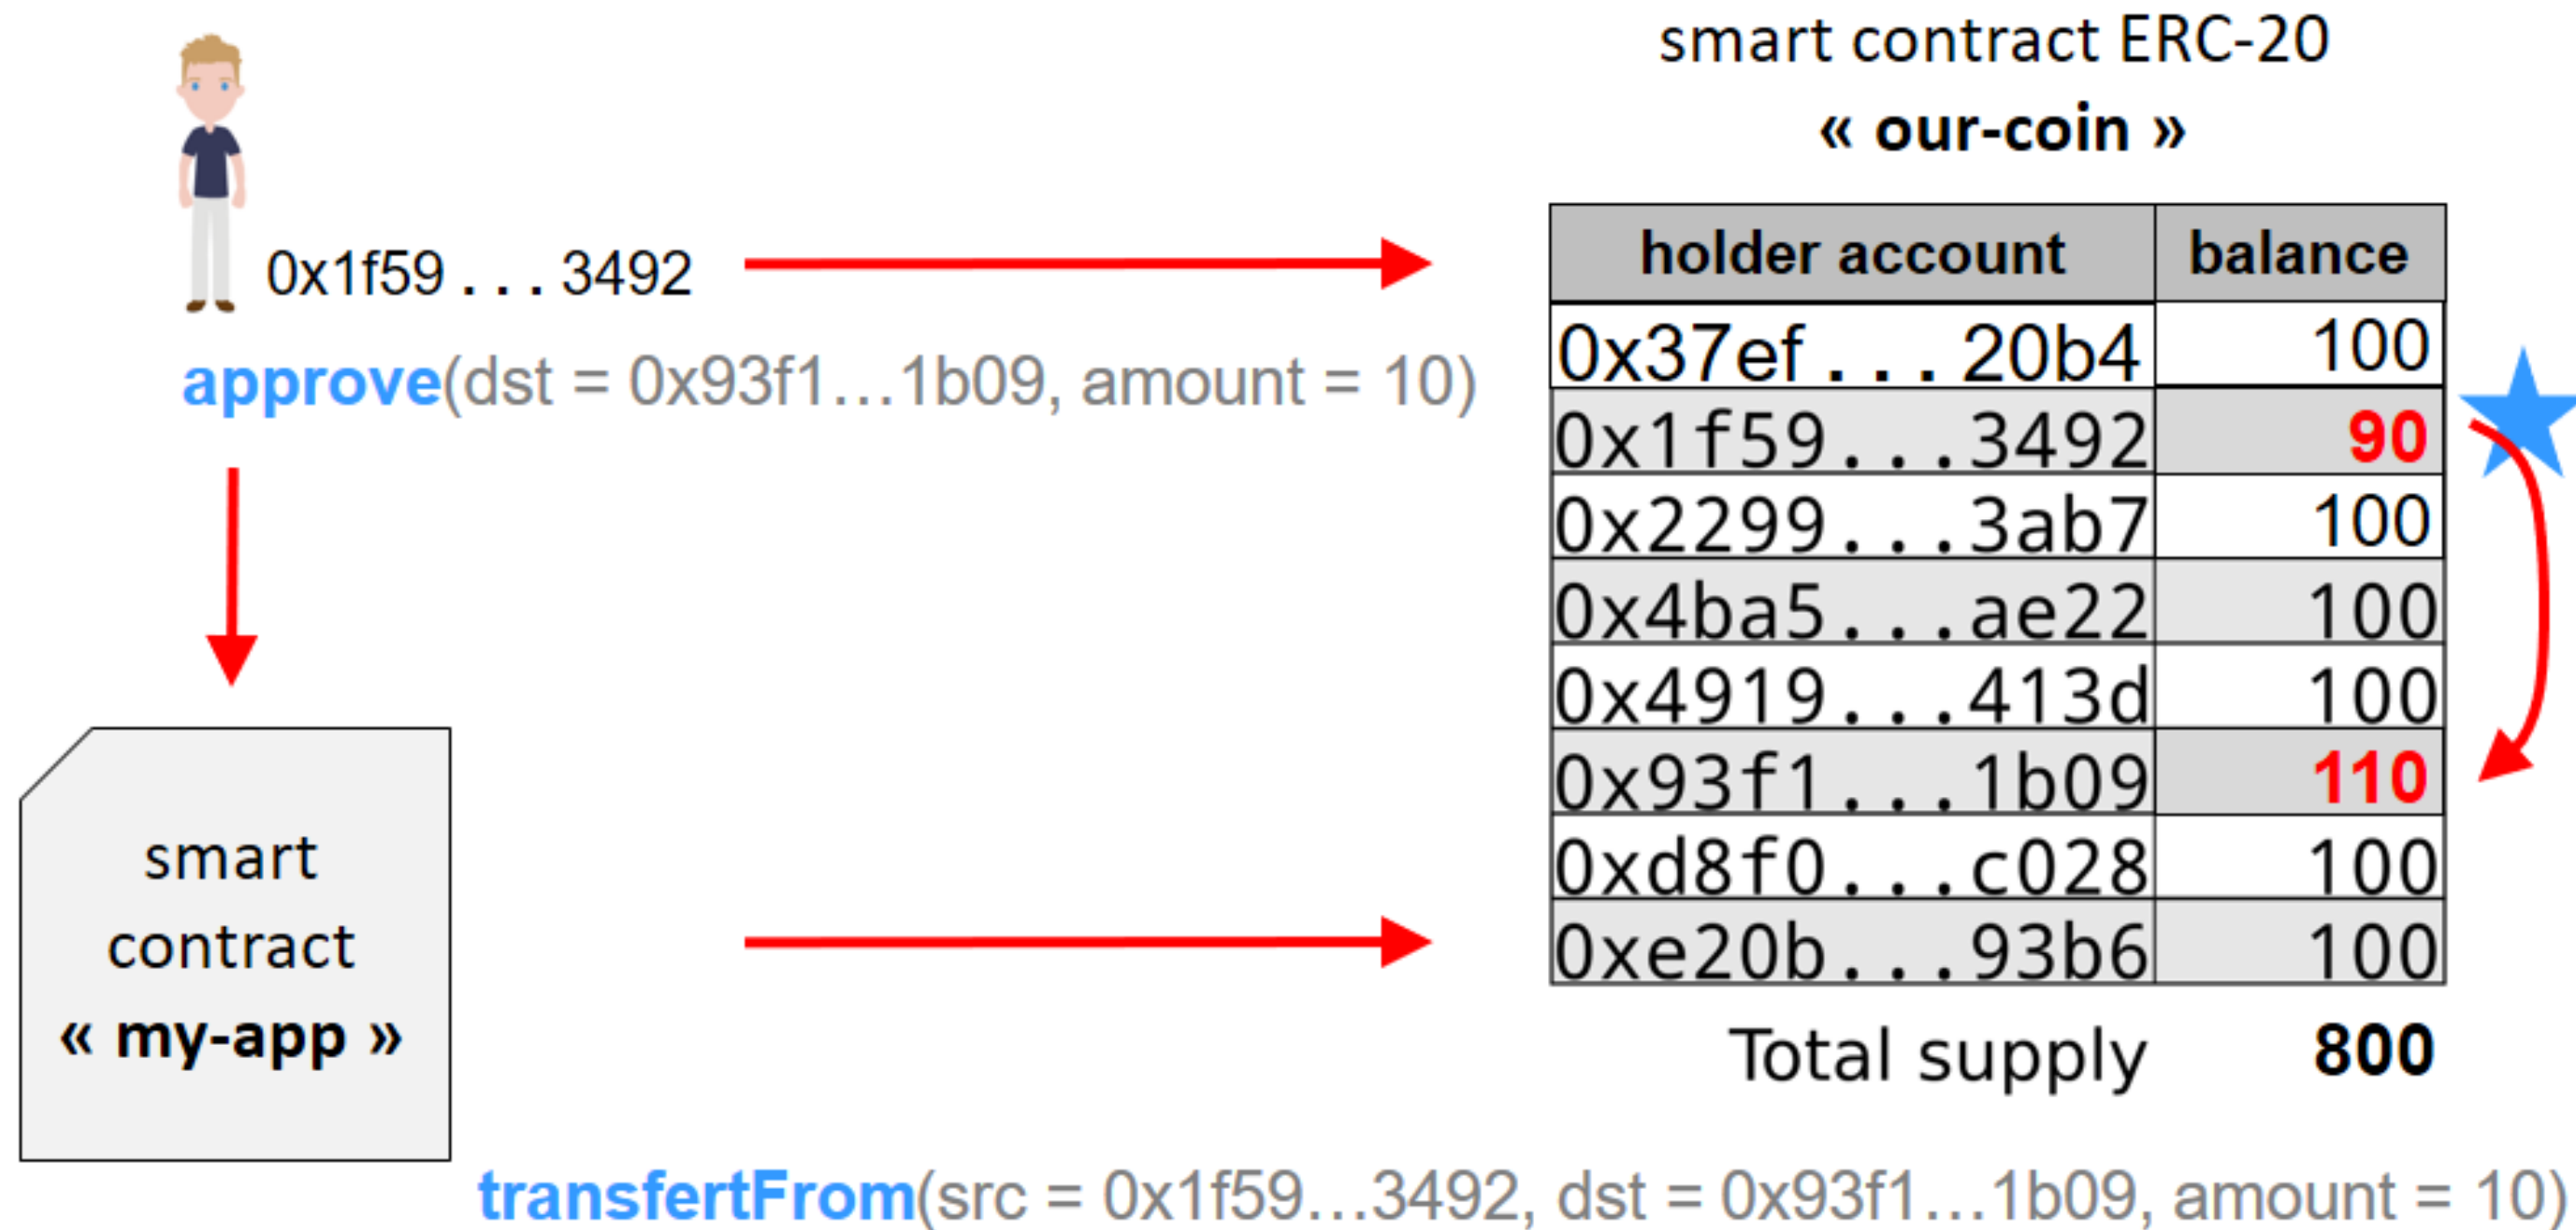 smart contract ERC-20
« our-coin »
0x1f59...3492
approve(dst = 0x93f1...1b09, amount = 10)
holder account balance
0x37ef...20b4 100
0x1f59...3492 90
0x2299...3ab7 100
0x4ba5...ae22 100
0x4919...413d 100
0x93f1...1b09 110
0xd8f0...c028 100
0xe20b...93b6 100
Total supply 800
smart
contract
« my-app »
transfertFrom(src = 0x1f59...3492, dst = 0x93f1...1b09, amount = 10)